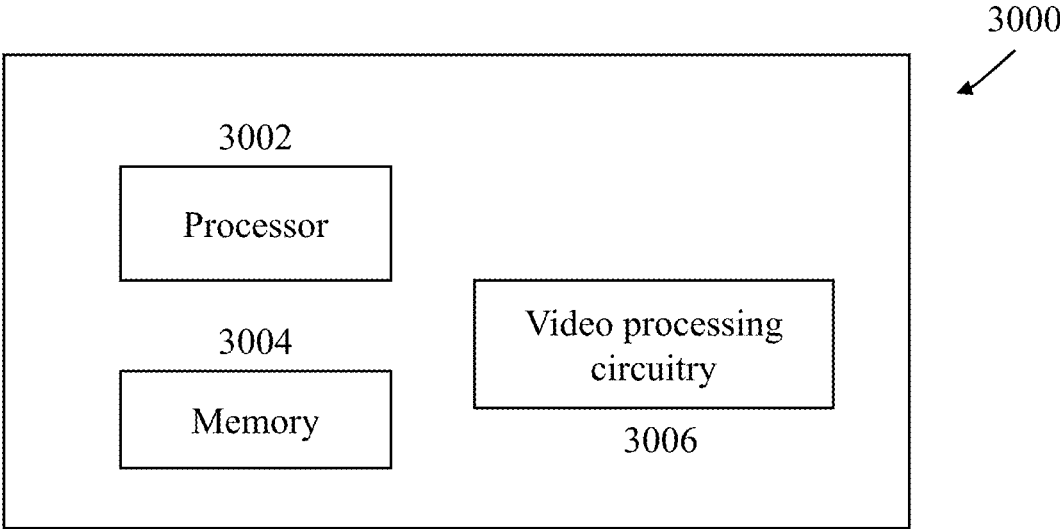 3000
3002
Processor
3004
Memory
Video processing
circuitry
3006